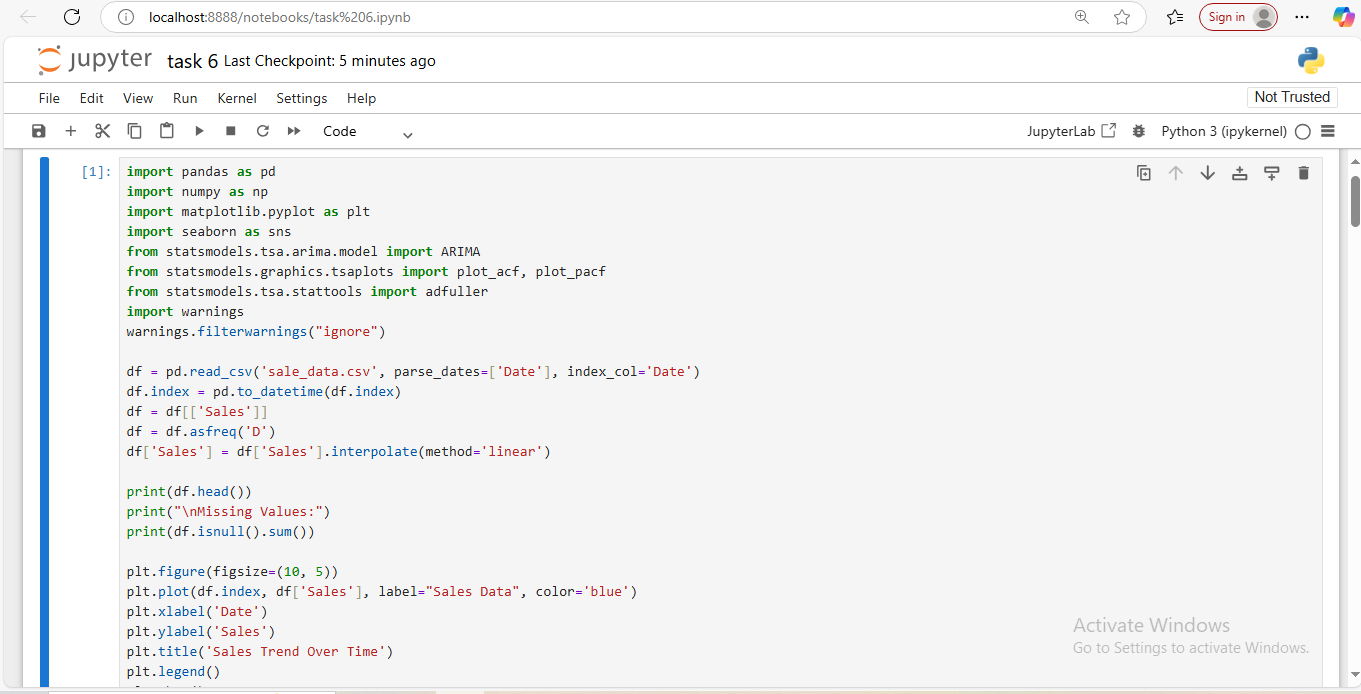 localhost:8888/notebooks/task%206.ipynb
Sign in
jupyter task 6 Last Checkpoint: 5 minutes ago
File Edit View Run Kernel Settings Help
Not Trusted
Code
JupyterLab
Python 3 (ipykernel)
[1]:
import pandas as pd
import numpy as np
import matplotlib.pyplot as plt
import seaborn as sns
from statsmodels.tsa.arima.model import ARIMA
from statsmodels.graphics.tsaplots import plot_acf, plot_pacf
from statsmodels.tsa.stattools import adfuller
import warnings
warnings.filterwarnings("ignore")
df = pd.read_csv('sale_data.csv', parse_dates=['Date'], index_col='Date')
df.index = pd.to_datetime(df.index)
df = df[['Sales']]
df = df.asfreq('D')
df['Sales'] = df['Sales'].interpolate(method='linear')
print(df.head())
print("\nMissing Values:")
print(df.isnull().sum())
plt.figure(figsize=(10, 5))
plt.plot(df.index, df['Sales'], label="Sales Data", color='blue')
plt.xlabel('Date')
plt.ylabel('Sales')
plt.title('Sales Trend Over Time')
plt.legend()
Activate Windows
Go to Settings to activate Windows.